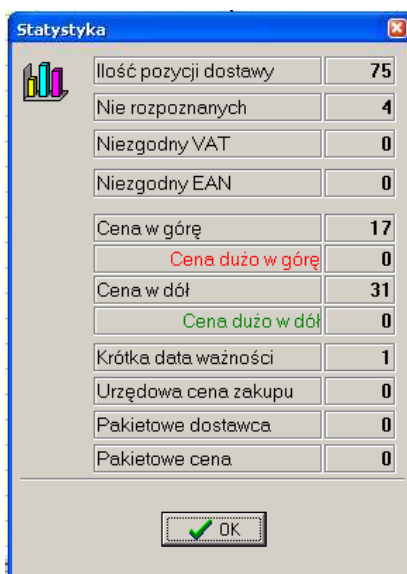 Statystyka
Ilość pozycji dostawy 75
Nie rozpoznanych 4
Niezgodny VAT 0
Niezgodny EAN 0
Cena w górę 17
Cena dużo w górę 0
Cena w dół 31
Cena dużo w dół 0
Krótka data ważności 1
Urzędowa cena zakupu 0
Pakietowe dostawca 0
Pakietowe cena 0
OK